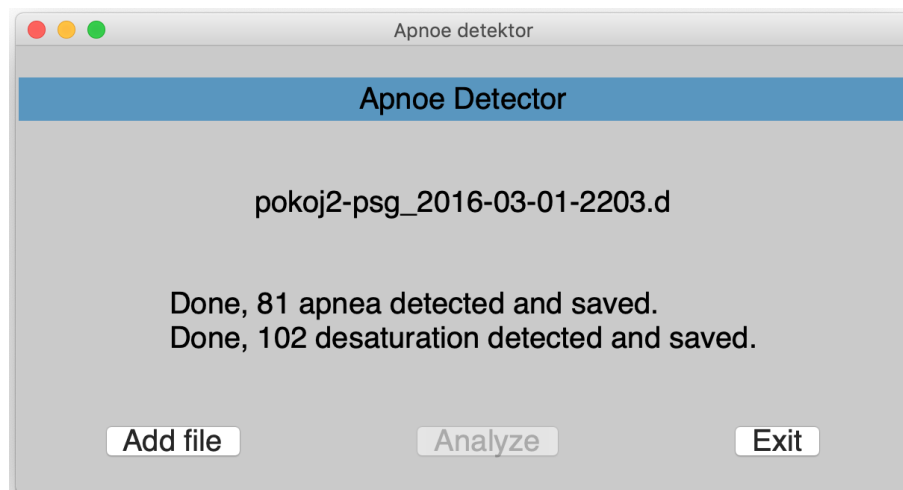 Apnoe detektor
Apnoe Detector
pokoj2-psg_2016-03-01-2203.d
Done, 81 apnea detected and saved.
Done, 102 desaturation detected and saved.
Add file Analyze Exit